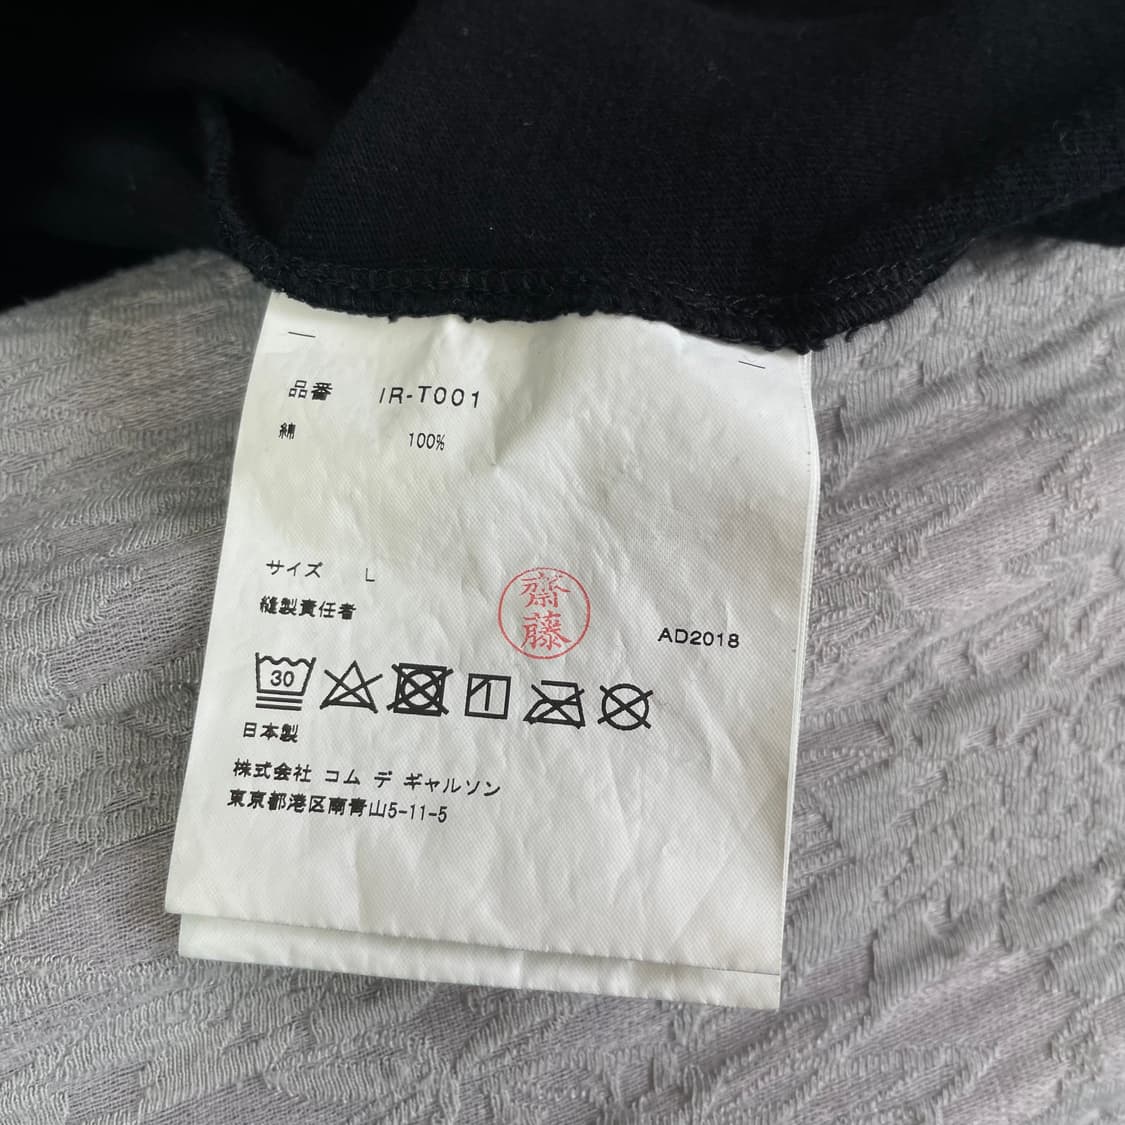 品番 IR-T001
綿 100%
サイズ L
縫製責任者
齋藤
AD2018
30
1
日本製
株式会社 コム デ ギャルソン
東京都港区南青山5-11-5